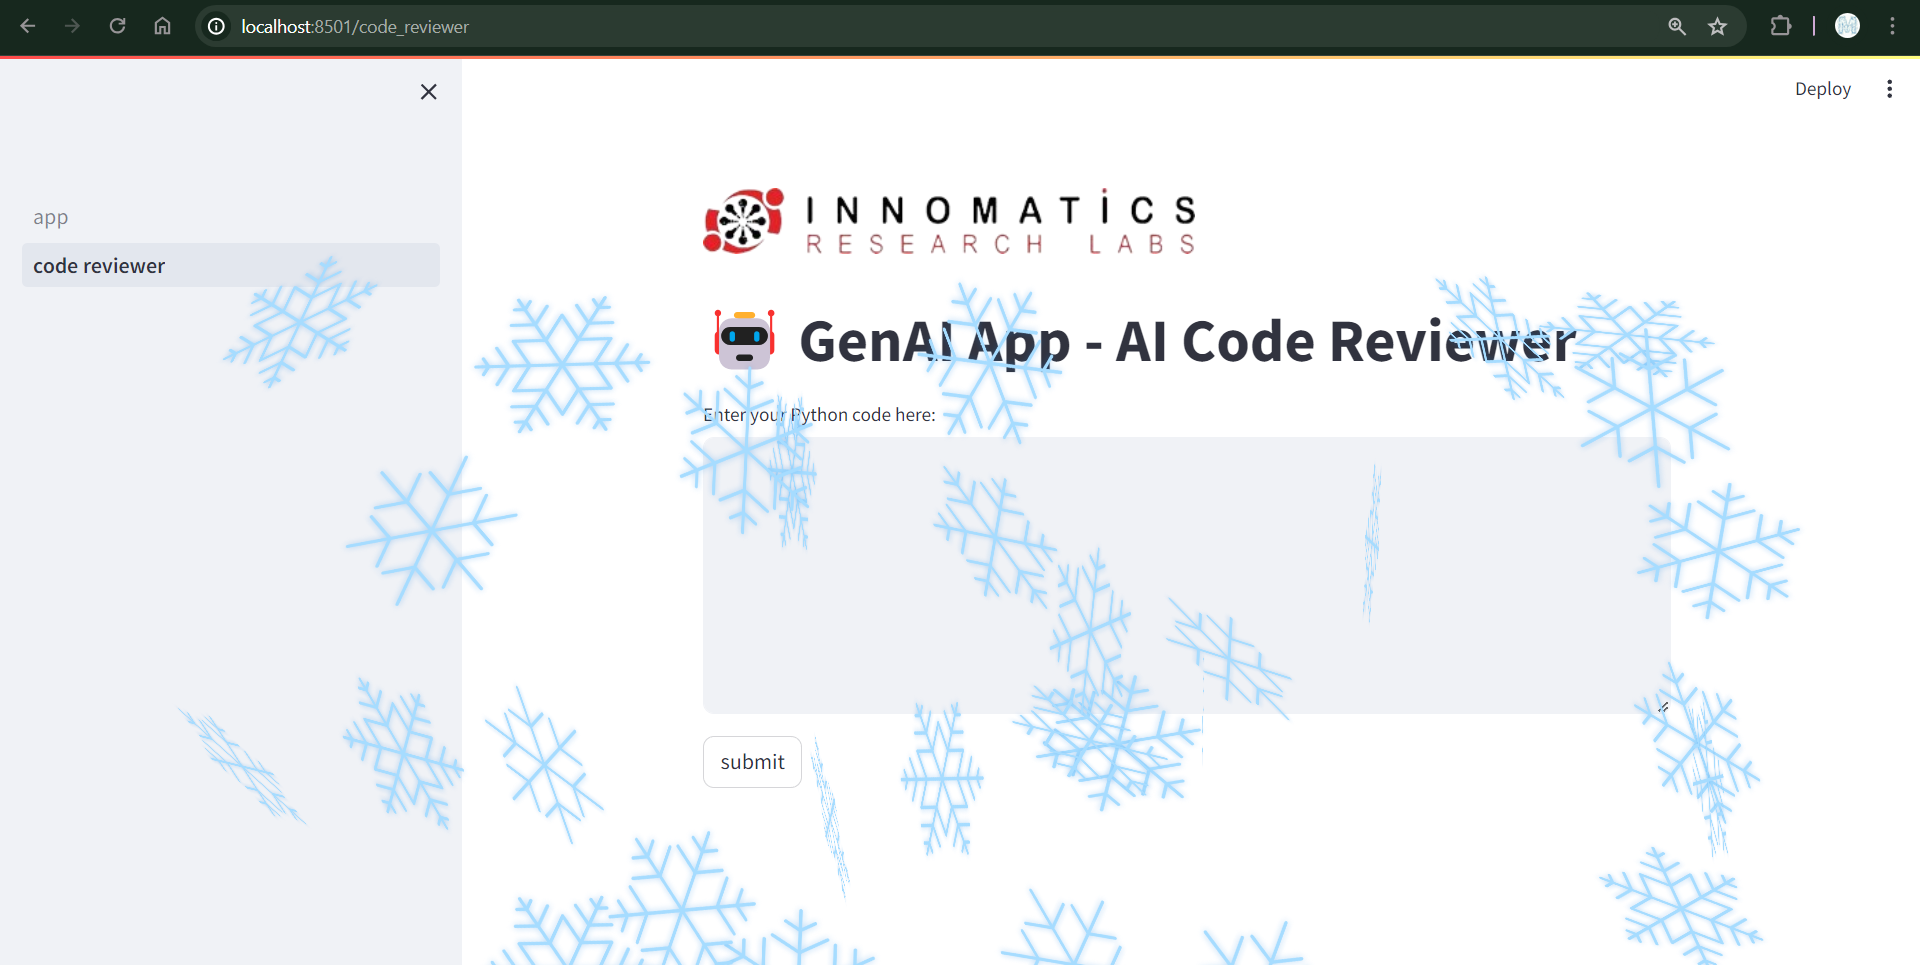 localhost:8501/code_reviewer
Deploy
app
code reviewer
INNOMATICS
RESEARCH LABS
GenAI App - AI Code Reviewer
Enter your Python code here:
submit